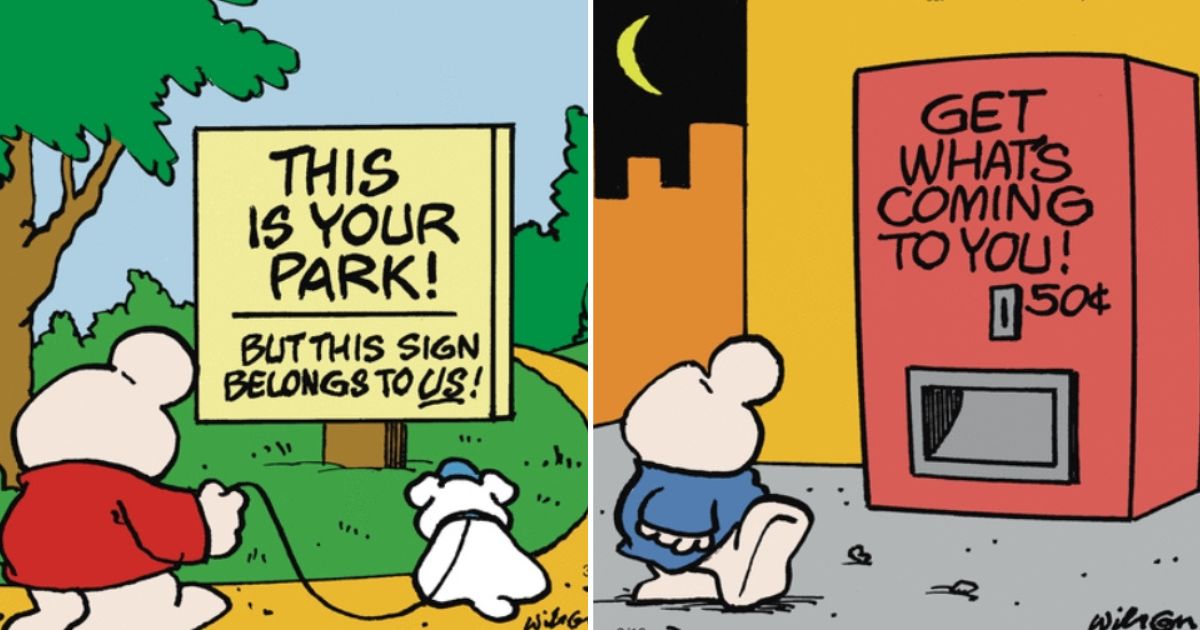 THIS
IS YOUR
PARK!
BUT THIS SIGN
BELONGS TO US!
GET
WHAT'S
COMING
TO YOU!
50¢